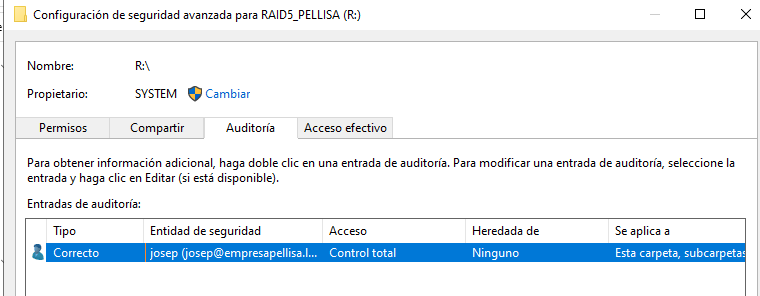 Configuración de seguridad avanzada para RAID5_PELLISA (R:)
Nombre: R:\
Propietario: SYSTEM Cambiar
Permisos Compartir Auditoría Acceso efectivo
Para obtener información adicional, haga doble clic en una entrada de auditoría. Para modificar una entrada de auditoría, seleccione la
entrada y haga clic en Editar (si está disponible).
Entradas de auditoría:
Tipo Entidad de seguridad Acceso Heredada de Se aplica a
Correcto josep (josep@empresapellisa.l... Control total Ninguno Esta carpeta, subcarpetas